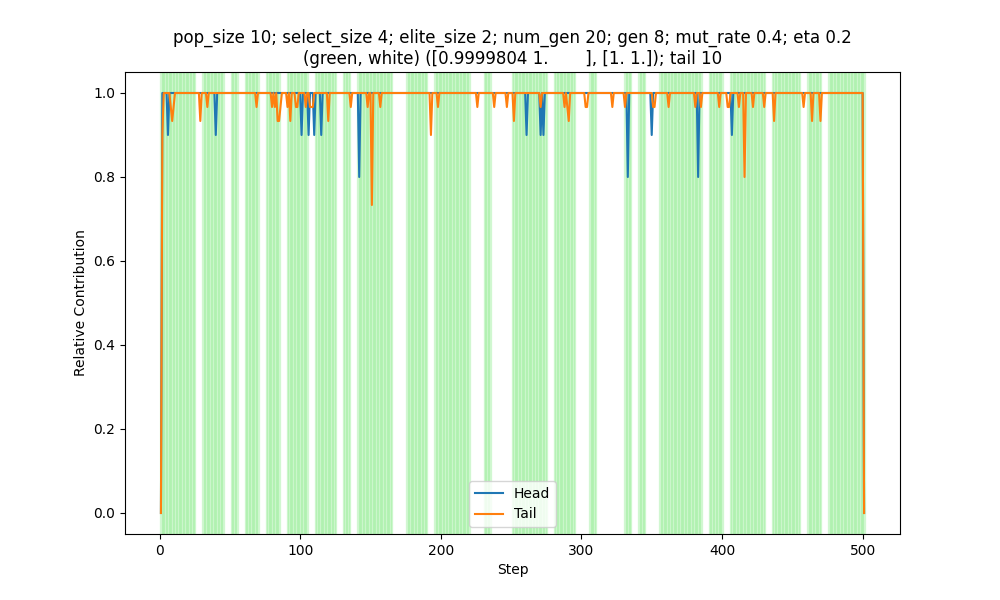 pop_size 10; select_size 4; elite_size 2; num_gen 20; gen 8; mut_rate 0.4; eta 0.2
(green, white) ([0.9999804 1.        ], [1. 1.]); tail 10
1.0
0.8
0.6
0.4
0.2
0.0
Relative Contribution
Head
Tail
0 100 200 300 400 500
Step